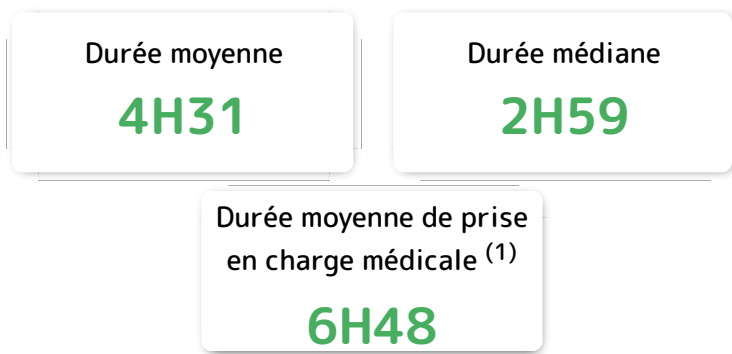 Durée moyenne
4H31
Durée médiane
2H59
Durée moyenne de prise
en charge médicale (1)
6H48